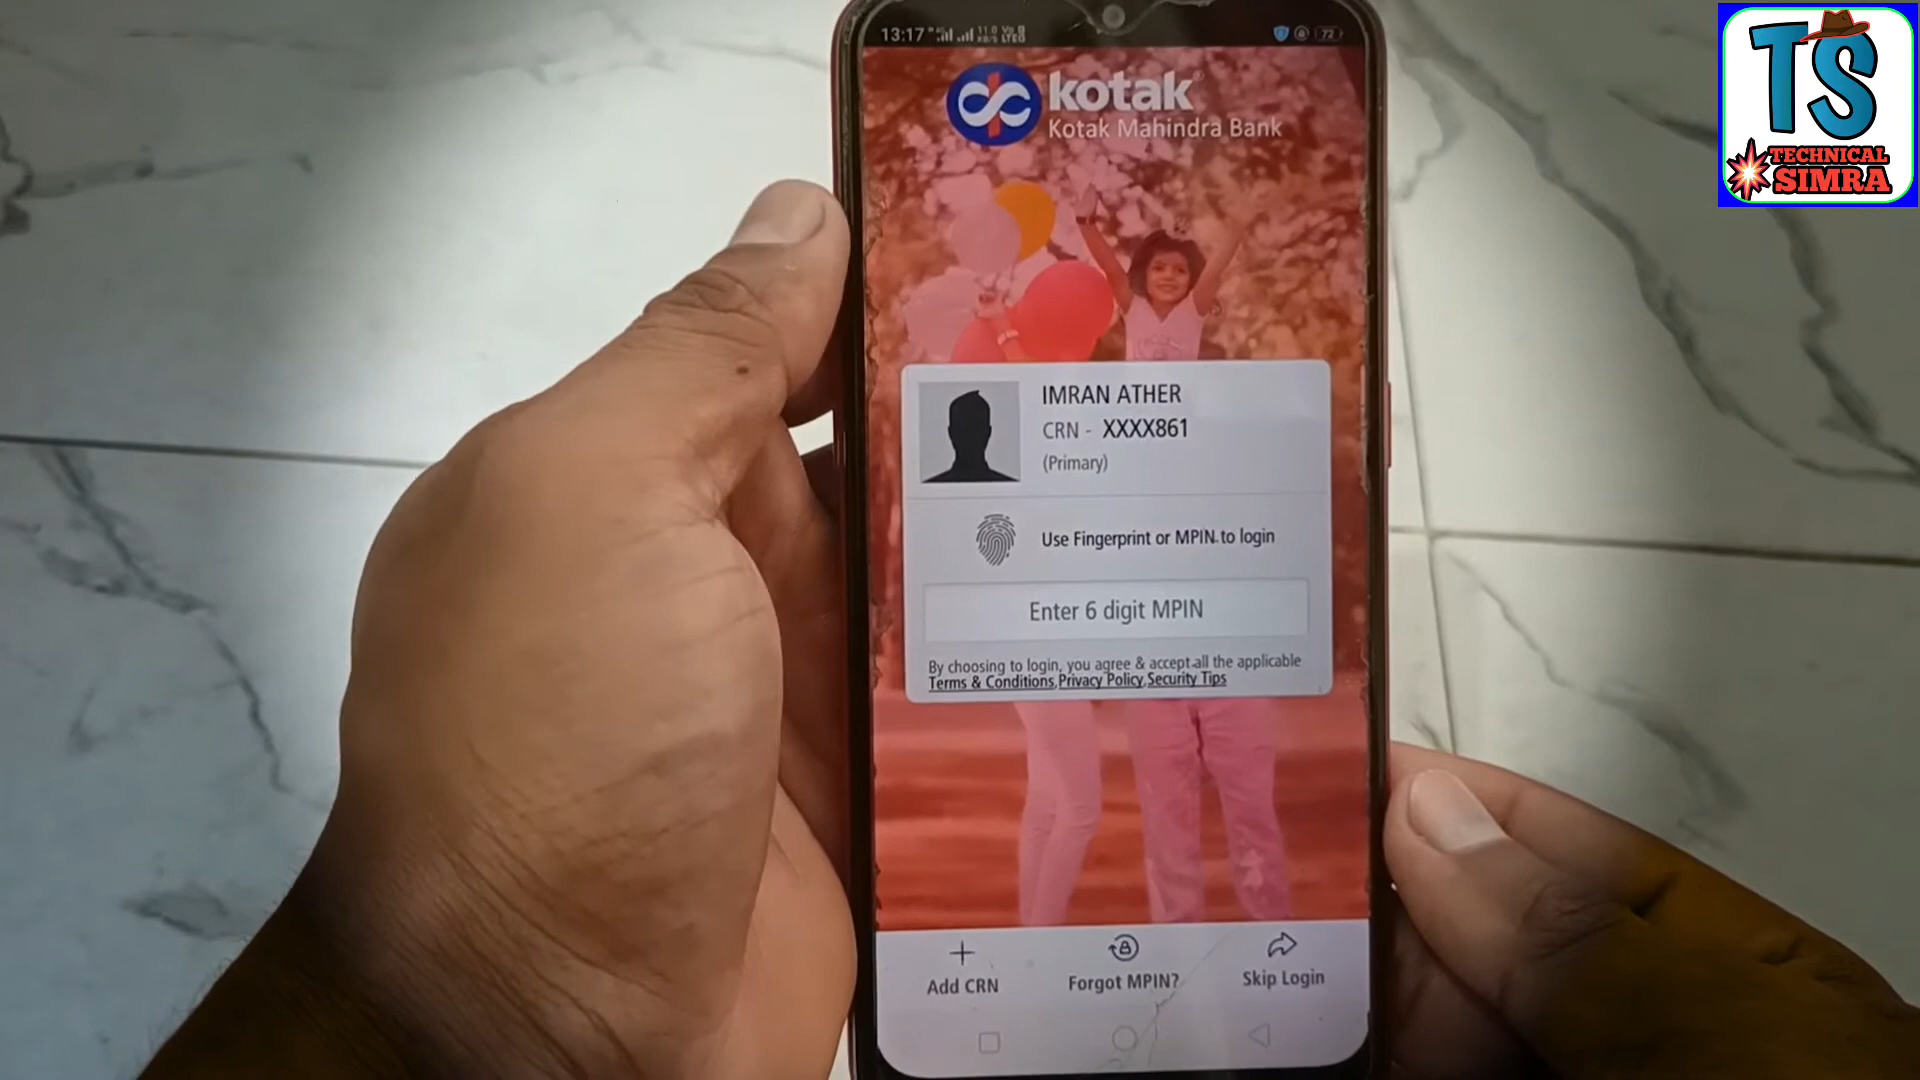 13:17
72
kotak
Kotak Mahindra Bank
TS
TECHNICAL
SIMRA
IMRAN ATHER
CRN - XXXX861
(Primary)
Use Fingerprint or MPIN to login
Enter 6 digit MPIN
By choosing to login, you agree & accept all the applicable
Terms & Conditions,Privacy Policy,Security Tips
Add CRN
Forgot MPIN?
Skip Login